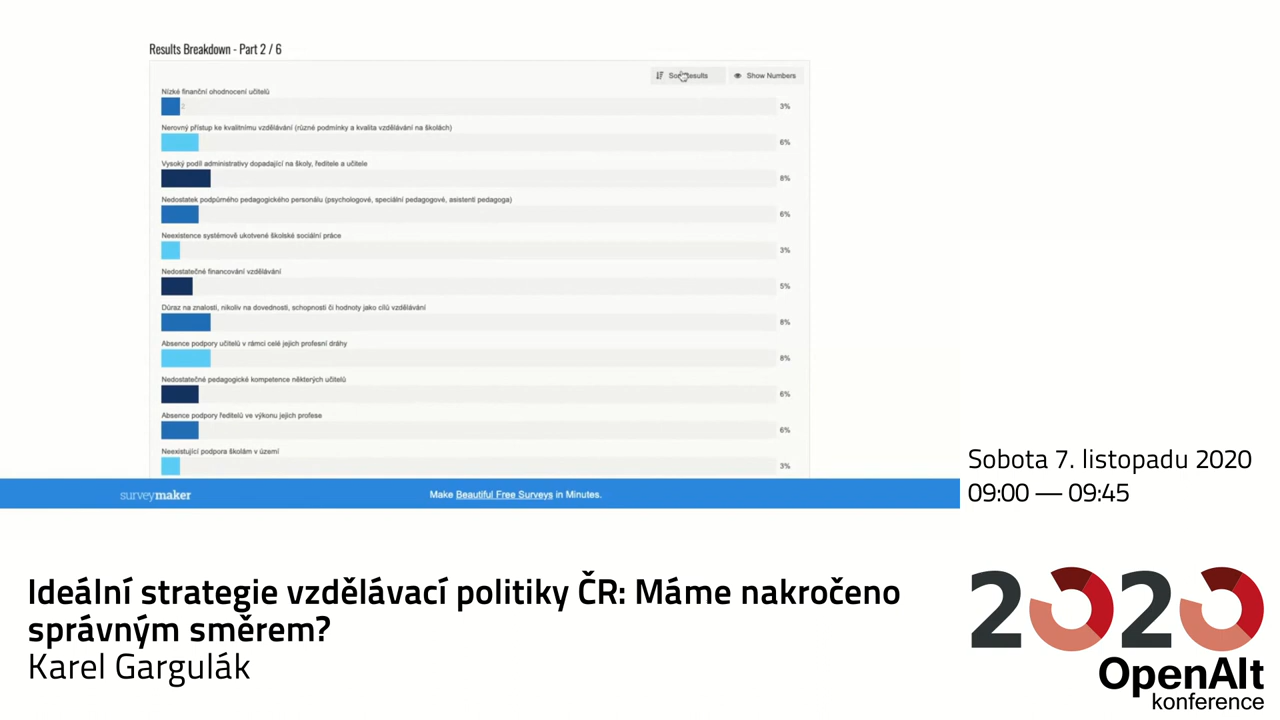 Results Breakdown - Part 2 / 6
Sort Results
Show Numbers
Nízké finanční ohodnocení učitelů
2
3%
Nerovný přístup ke kvalitnímu vzdělávání (různé podmínky a kvalita vzdělávání na školách)
6%
Vysoký podíl administrativy dopadající na školy, ředitele a učitele
8%
Nedostatek podpůrného pedagogického personálu (psychologové, speciální pedagogové, asistenti pedagoga)
6%
Neexistence systémově ukotvené školské sociální práce
3%
Nedostatečné financování vzdělávání
5%
Důraz na znalosti, nikoliv na dovednosti, schopnosti či hodnoty jako cílů vzdělávání
8%
Absence podpory učitelů v rámci celé jejich profesní dráhy
8%
Nedostatečné pedagogické kompetence některých učitelů
6%
Absence podpory ředitelů ve výkonu jejich profese
6%
Neexistující podpora školám v území
3%
surveymaker
Make Beautiful Free Surveys in Minutes.
Sobota 7. listopadu 2020
09:00 — 09:45
Ideální strategie vzdělávací politiky ČR: Máme nakročeno
správným směrem?
Karel Gargulák
2020
OpenAlt
konference